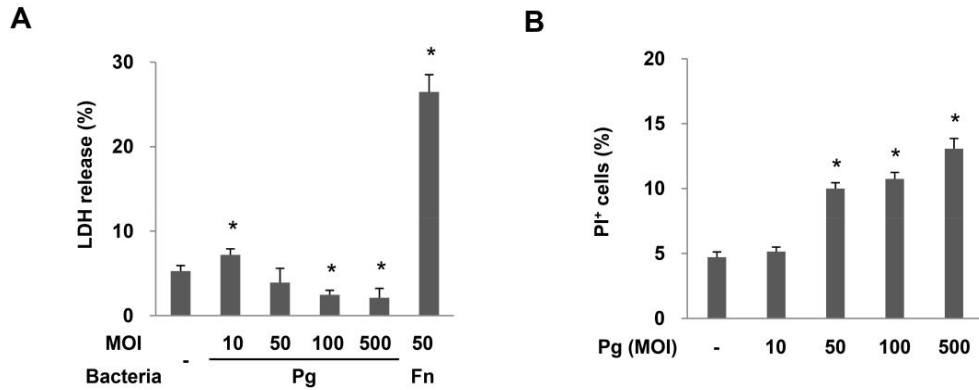 A
LDH release (%)
30
20
10
0
* * * *
MOI 10 50 100 500 50
Bacteria - Pg Fn
B
PI⁺ cells (%)
20
15
10
5
0
* * *
Pg (MOI) - 10 50 100 500